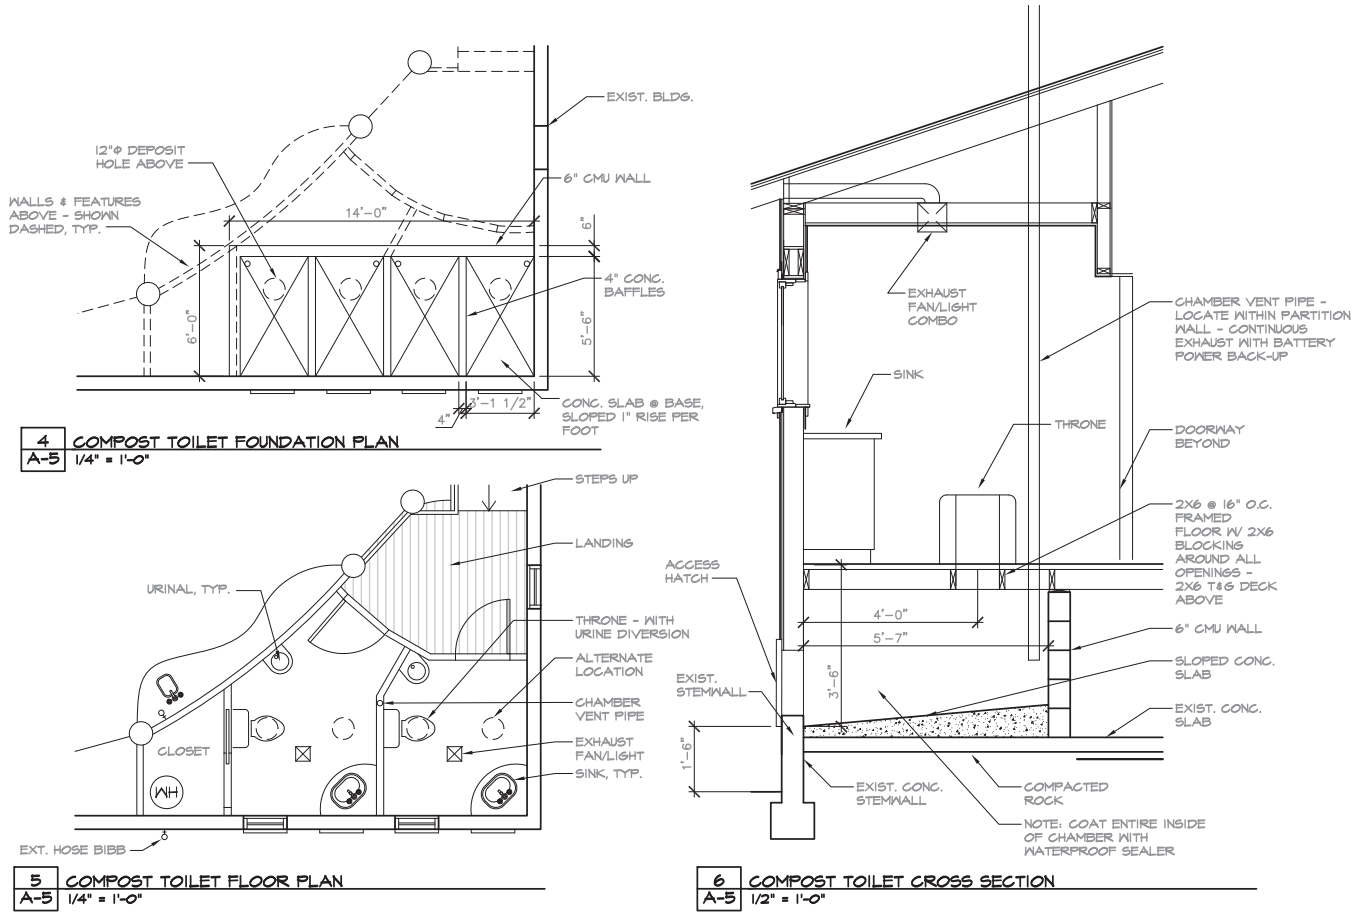 EXIST. BLDG.
12"Φ DEPOSIT
HOLE ABOVE
6" CMU WALL
WALLS & FEATURES
ABOVE - SHOWN
DASHED, TYP.
14'-0"
6"
4" CONC.
BAFFLES
6'-0"
5'-6"
3'-1 1/2"
4"
CONC. SLAB @ BASE,
SLOPED 1" RISE PER
FOOT
4
A-5
COMPOST TOILET FOUNDATION PLAN
1/4" = 1'-0"
STEPS UP
LANDING
URINAL, TYP.
THRONE - WITH
URINE DIVERSION
ALTERNATE
LOCATION
CHAMBER
VENT PIPE
EXHAUST
FAN/LIGHT
SINK, TYP.
CLOSET
WH
EXT. HOSE BIBB
5
A-5
COMPOST TOILET FLOOR PLAN
1/4" = 1'-0"
EXHAUST
FAN/LIGHT
COMBO
CHAMBER VENT PIPE -
LOCATE WITHIN PARTITION
WALL - CONTINUOUS
EXHAUST WITH BATTERY
POWER BACK-UP
SINK
THRONE
DOORWAY
BEYOND
2X6 @ 16" O.C.
FRAMED
FLOOR W/ 2X6
BLOCKING
AROUND ALL
OPENINGS -
2X6 T&G DECK
ABOVE
ACCESS
HATCH
4'-0"
5'-7"
3'-6"
6" CMU WALL
SLOPED CONC.
SLAB
EXIST.
STEMWALL
EXIST. CONC.
SLAB
1'-6"
EXIST. CONC.
STEMWALL
COMPACTED
ROCK
NOTE: COAT ENTIRE INSIDE
OF CHAMBER WITH
WATERPROOF SEALER
6
A-5
COMPOST TOILET CROSS SECTION
1/2" = 1'-0"